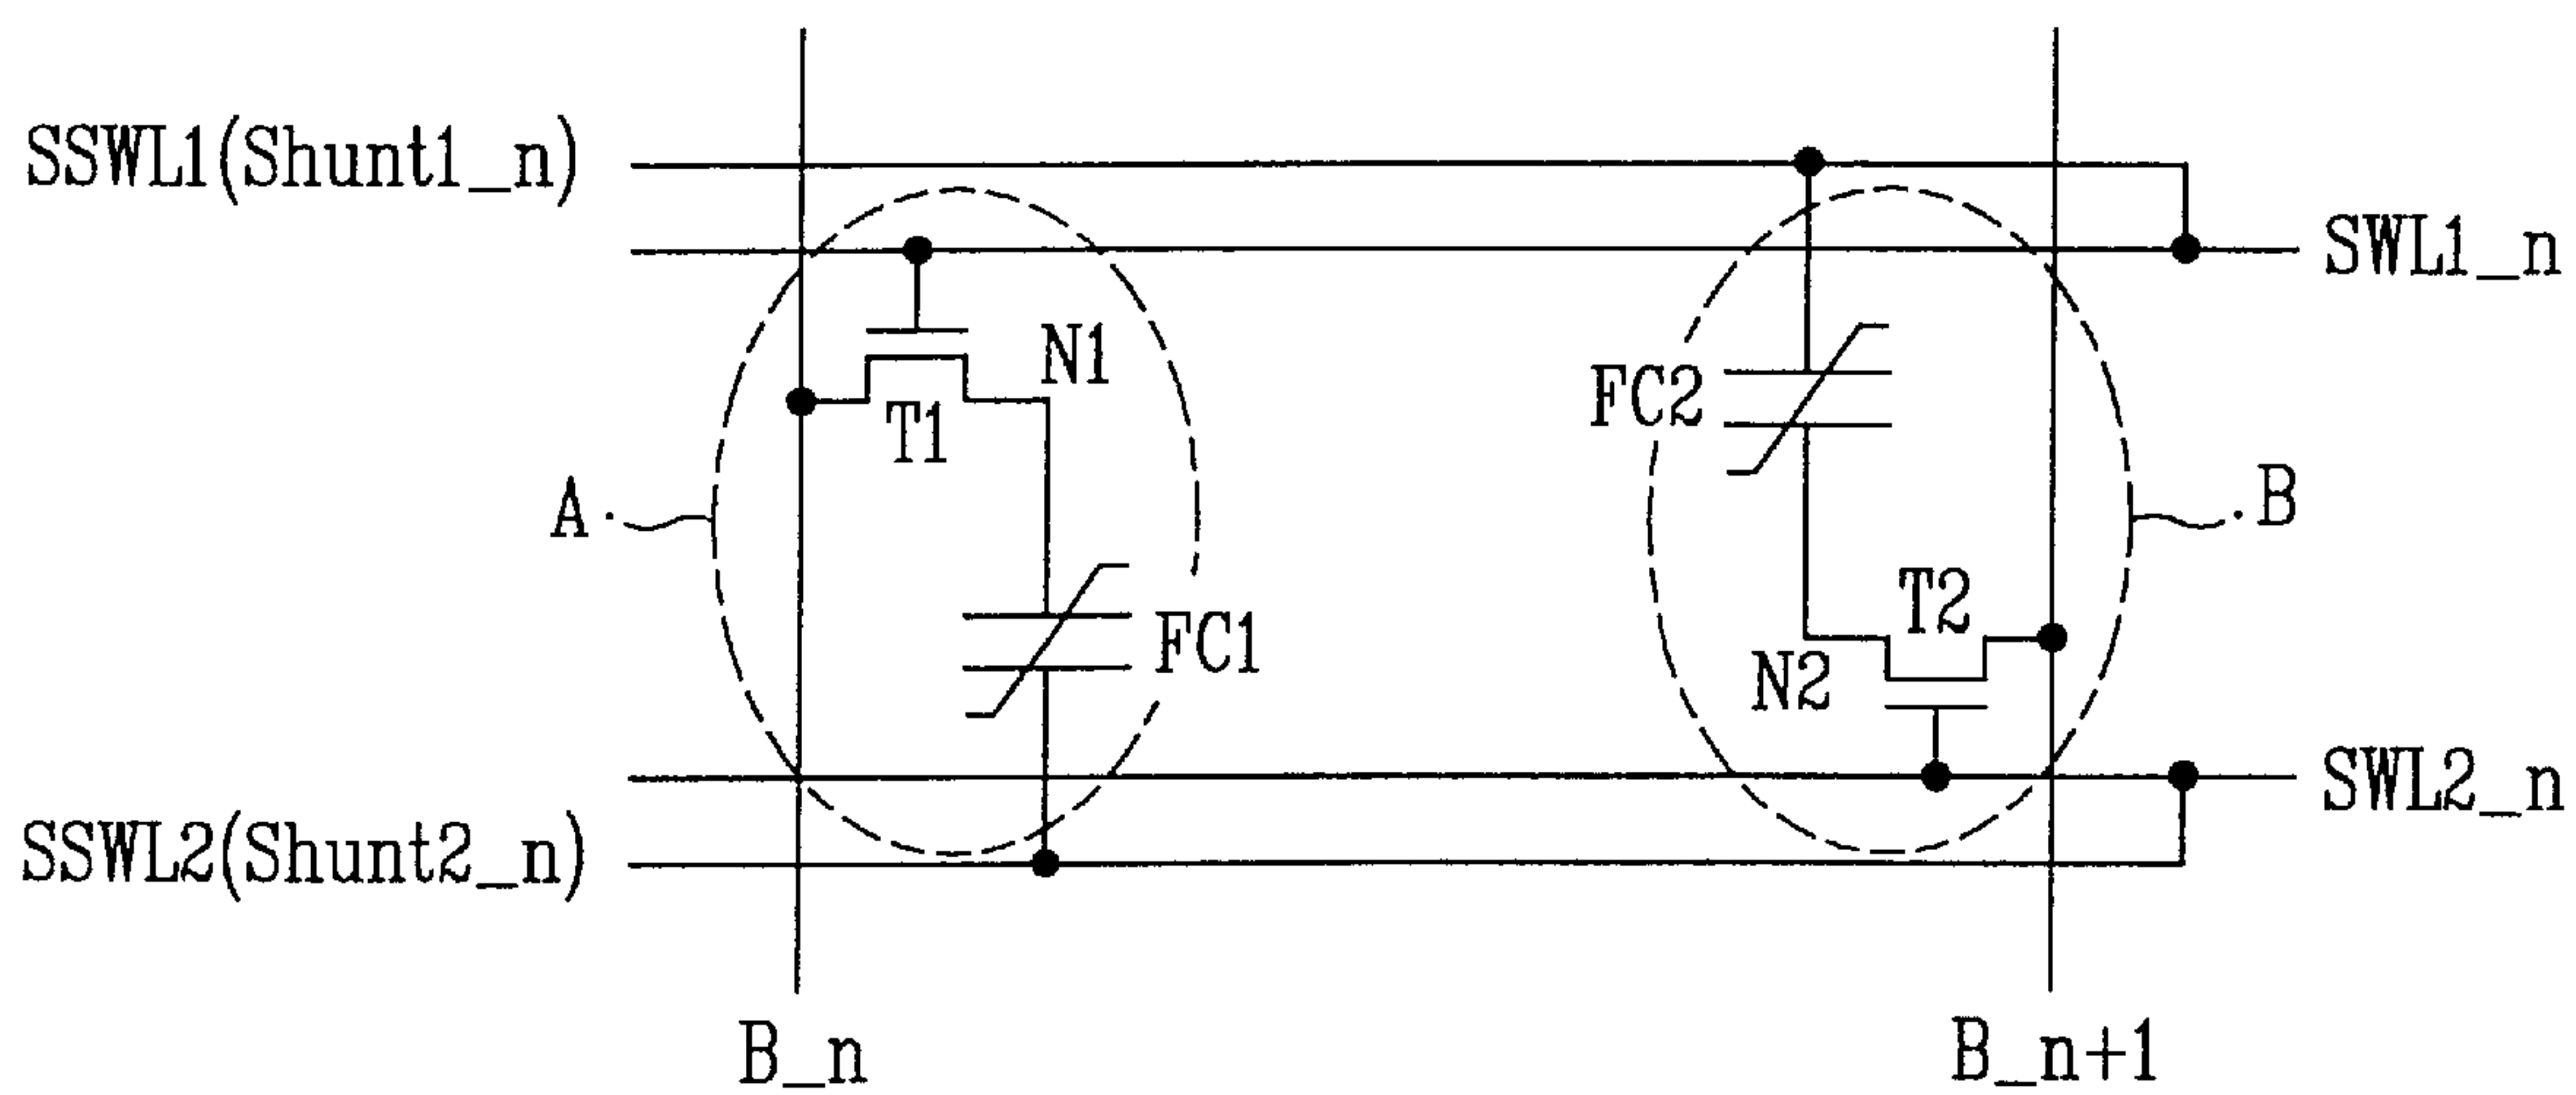 SSWL1(Shunt1_n)
SWL1_n
N1
T1
FC2
A
B
T2
FC1
N2
SWL2_n
SSWL2(Shunt2_n)
B_n
B_n+1